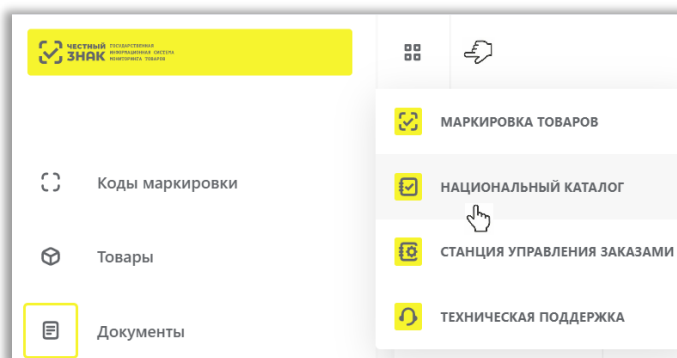 ЧЕСТНЫЙ
ЗНАК
ГОСУДАРСТВЕННАЯ
ИНФОРМАЦИОННАЯ СИСТЕМА
МОНИТОРИНГА ТОВАРОВ
МАРКИРОВКА ТОВАРОВ
Коды маркировки
НАЦИОНАЛЬНЫЙ КАТАЛОГ
Товары
СТАНЦИЯ УПРАВЛЕНИЯ ЗАКАЗАМИ
Документы
ТЕХНИЧЕСКАЯ ПОДДЕРЖКА